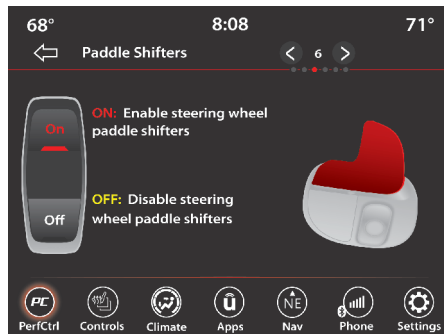 68° 8:08 71°
Paddle Shifters < 6 >
On
ON: Enable steering wheel
paddle shifters
OFF: Disable steering
wheel paddle shifters
Off
PC ü NE
PerfCtrl Controls Climate Apps Nav Phone Settings